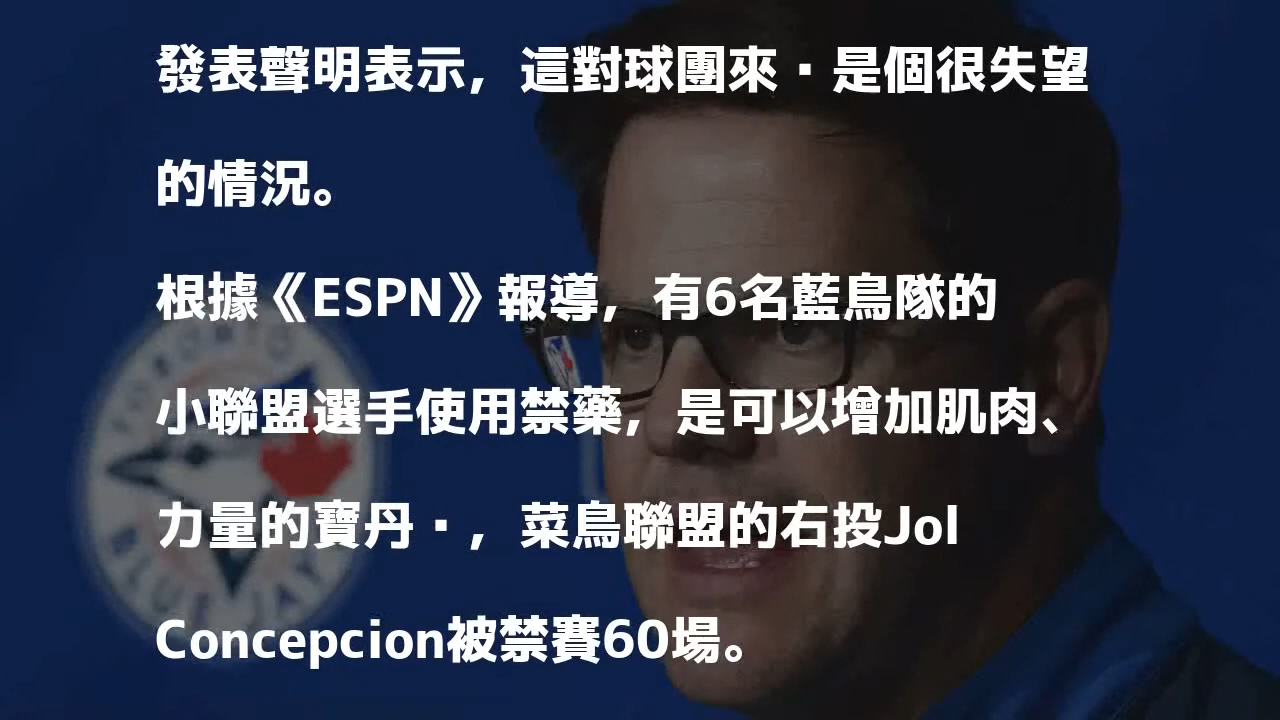 發表聲明表示，這對球團來·是個很失望
的情況。
根據《ESPN》報導，有6名藍鳥隊的
小聯盟選手使用禁藥，是可以增加肌肉、
力量的寶丹·，菜鳥聯盟的右投Jol
Concepcion被禁賽60場。
TORONTO
BLUE JAYS